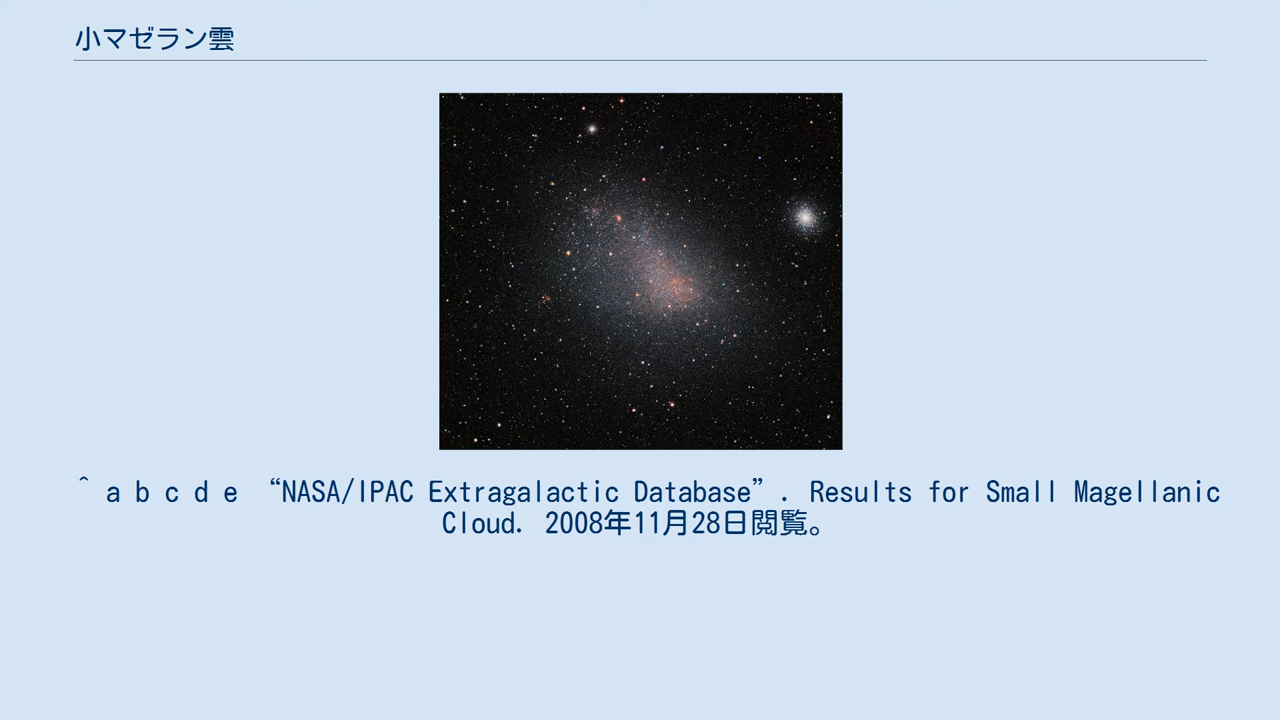 小マゼラン雲
^ a b c d e “NASA/IPAC Extragalactic Database”. Results for Small Magellanic
Cloud. 2008年11月28日閲覧。